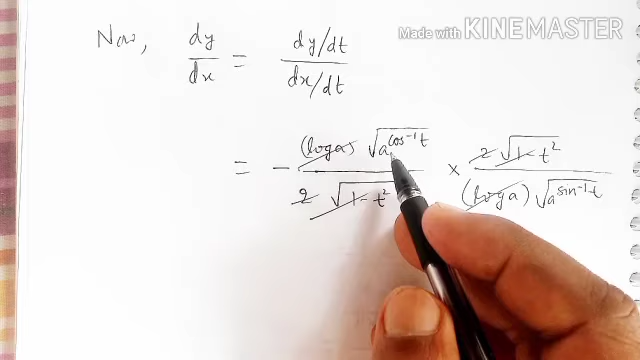 Made with KINEMASTER
Now, dy/dx = (dy/dt)/(dx/dt)
= - ((log a) √(a^(cos⁻¹t)))/(2 √(1-t²)) × (2 √(1-t²))/((log a) √(a^(sin⁻¹t)))